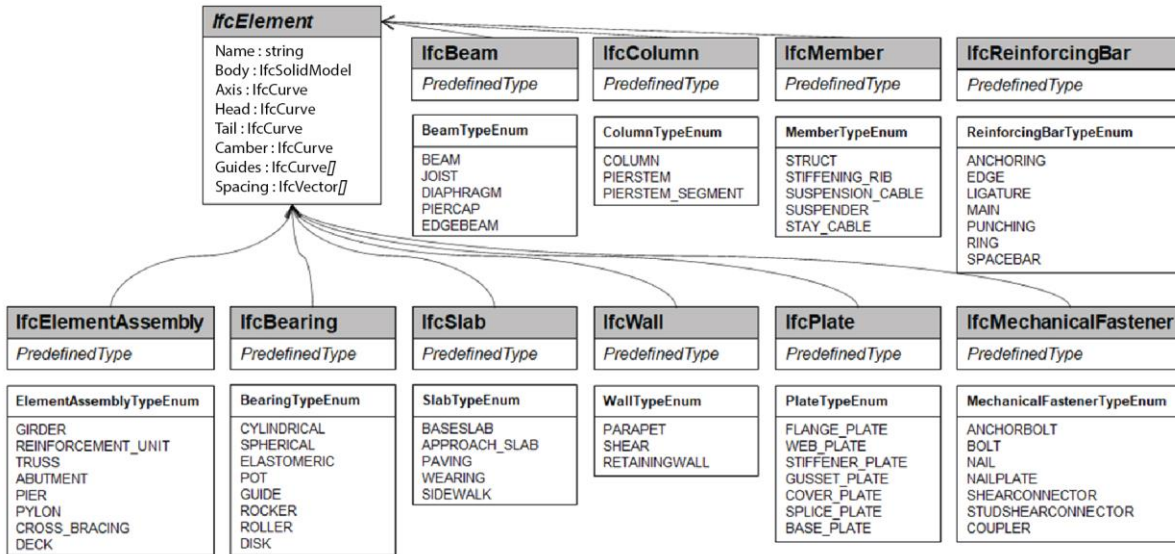 IfcElement
Name : string
Body : IfcSolidModel
Axis : IfcCurve
Head : IfcCurve
Tail : IfcCurve
Camber : IfcCurve
Guides : IfcCurve[]
Spacing : IfcVector[]
IfcBeam
PredefinedType
BeamTypeEnum
BEAM
JOIST
DIAPHRAGM
PIERCAP
EDGEBEAM
IfcColumn
PredefinedType
ColumnTypeEnum
COLUMN
PIERSTEM
PIERSTEM_SEGMENT
IfcMember
PredefinedType
MemberTypeEnum
STRUCT
STIFFENING_RIB
SUSPENSION_CABLE
SUSPENDER
STAY_CABLE
IfcReinforcingBar
PredefinedType
ReinforcingBarTypeEnum
ANCHORING
EDGE
LIGATURE
MAIN
PUNCHING
RING
SPACEBAR
IfcElementAssembly
PredefinedType
ElementAssemblyTypeEnum
GIRDER
REINFORCEMENT_UNIT
TRUSS
ABUTMENT
PIER
PYLON
CROSS_BRACING
DECK
IfcBearing
PredefinedType
BearingTypeEnum
CYLINDRICAL
SPHERICAL
ELASTOMERIC
POT
GUIDE
ROCKER
ROLLER
DISK
IfcSlab
PredefinedType
SlabTypeEnum
BASESLAB
APPROACH_SLAB
PAVING
WEARING
SIDEWALK
IfcWall
PredefinedType
WallTypeEnum
PARAPET
SHEAR
RETAININGWALL
IfcPlate
PredefinedType
PlateTypeEnum
FLANGE_PLATE
WEB_PLATE
STIFFENER_PLATE
GUSSET_PLATE
COVER_PLATE
SPLICE_PLATE
BASE_PLATE
IfcMechanicalFastener
PredefinedType
MechanicalFastenerTypeEnum
ANCHORBOLT
BOLT
NAIL
NAILPLATE
SHEARCONNECTOR
STUDSHEARCONNECTOR
COUPLER